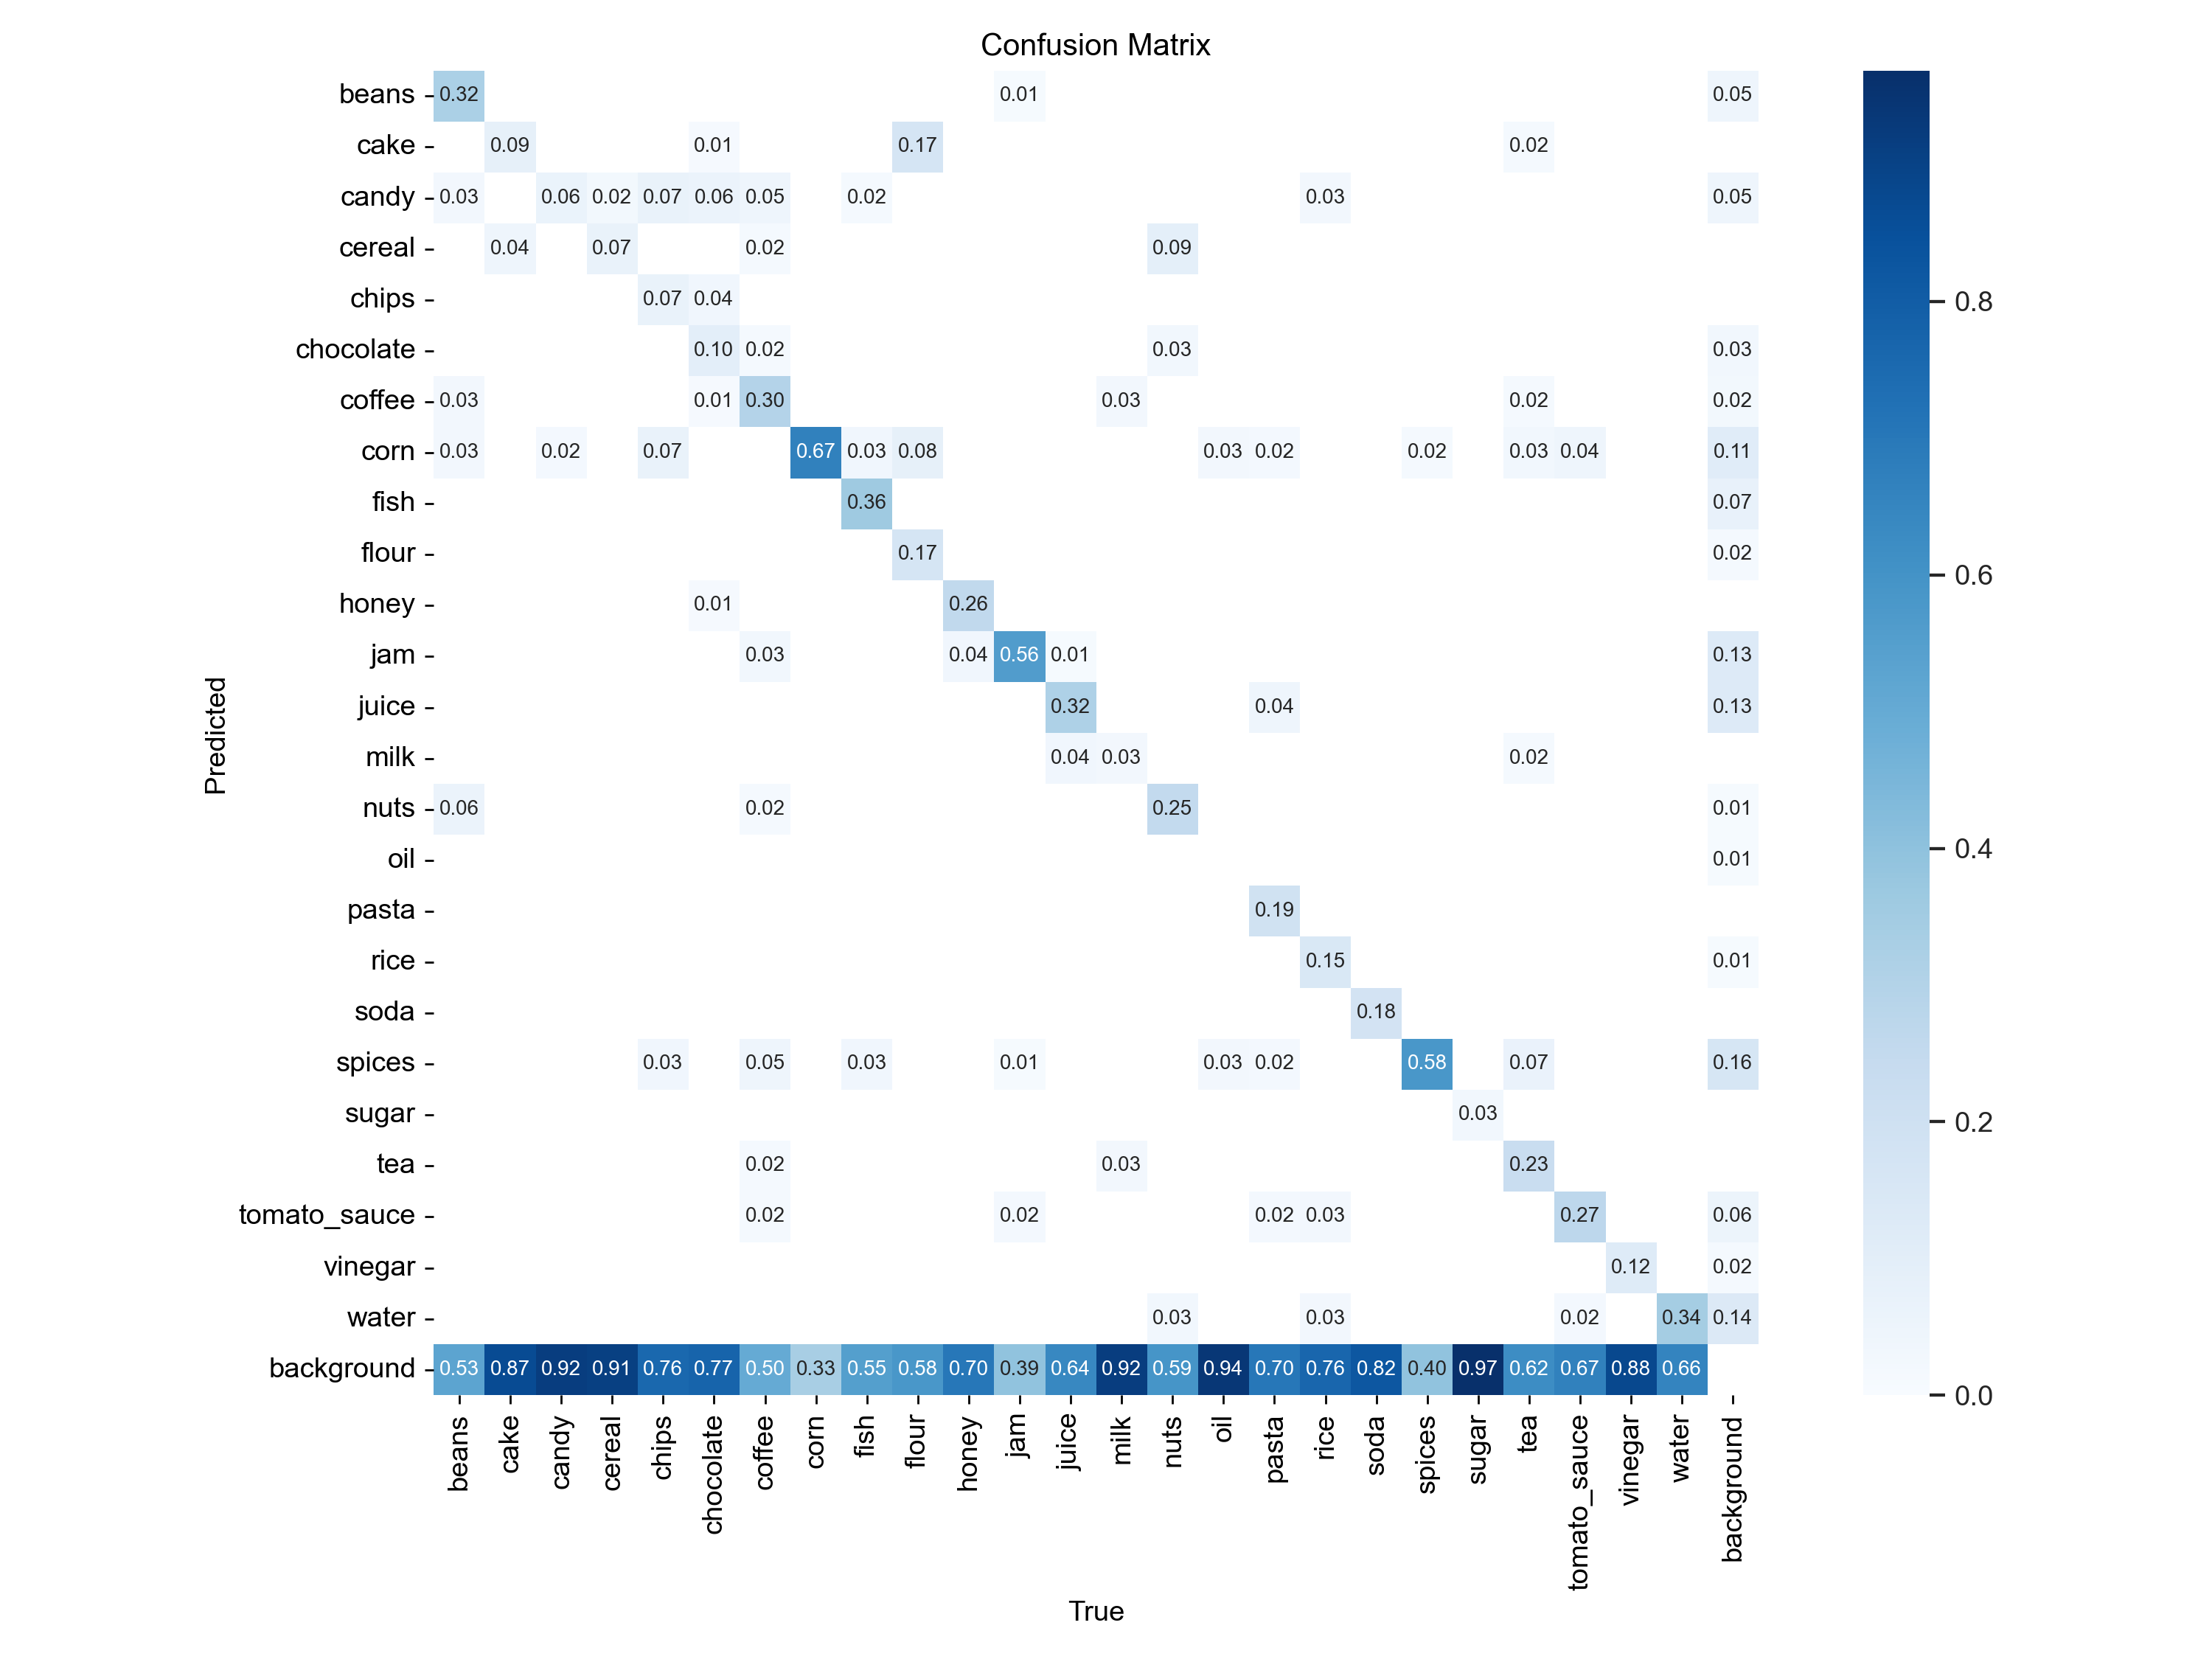 Confusion Matrix
beans 0.32 0.01 0.05
cake 0.09 0.01 0.17 0.02
candy 0.03 0.06 0.02 0.07 0.06 0.05 0.02 0.03 0.05
cereal 0.04 0.07 0.02 0.09
chips 0.07 0.04
chocolate 0.10 0.02 0.03 0.03
coffee 0.03 0.01 0.30 0.03 0.02 0.02
corn 0.03 0.02 0.07 0.67 0.03 0.08 0.03 0.02 0.02 0.03 0.04 0.11
fish 0.36 0.07
flour 0.17 0.02
honey 0.01 0.26
jam 0.03 0.04 0.56 0.01 0.13
juice 0.32 0.04 0.13
milk 0.04 0.03 0.02
nuts 0.06 0.02 0.25 0.01
oil 0.01
pasta 0.19
rice 0.15 0.01
soda 0.18
spices 0.03 0.05 0.03 0.01 0.03 0.02 0.58 0.07 0.16
sugar 0.03
tea 0.02 0.03 0.23
tomato_sauce 0.02 0.02 0.02 0.03 0.27 0.06
vinegar 0.12 0.02
water 0.03 0.03 0.02 0.34 0.14
background 0.53 0.87 0.92 0.91 0.76 0.77 0.50 0.33 0.55 0.58 0.70 0.39 0.64 0.92 0.59 0.94 0.70 0.76 0.82 0.40 0.97 0.62 0.67 0.88 0.66
beans cake candy cereal chips chocolate coffee corn fish flour honey jam juice milk nuts oil pasta rice soda spices sugar tea tomato_sauce vinegar water background
True
Predicted
0.8
0.6
0.4
0.2
0.0